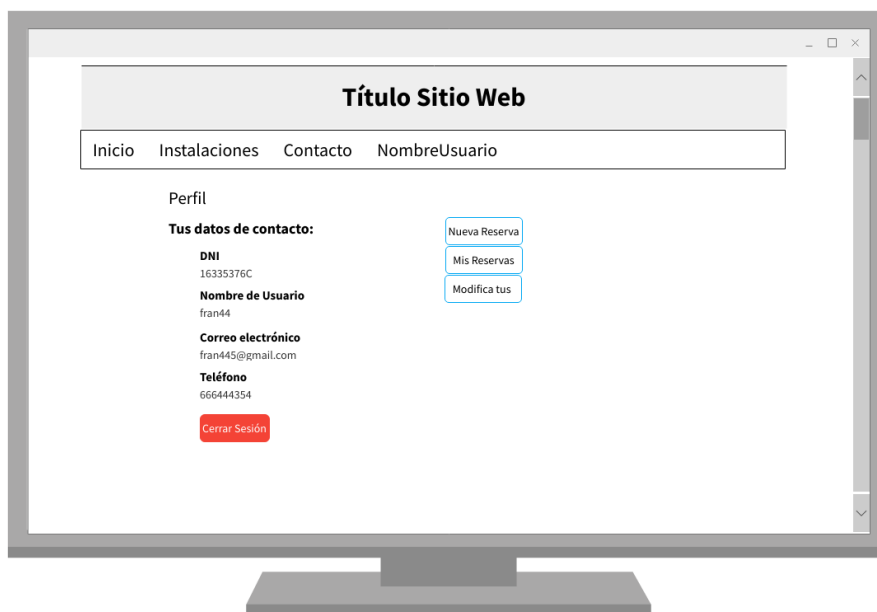 Título Sitio Web
Inicio Instalaciones Contacto NombreUsuario
Perfil
Tus datos de contacto:
DNI
16335376C
Nombre de Usuario
fran44
Correo electrónico
fran445@gmail.com
Teléfono
666444354
Cerrar Sesión
Nueva Reserva
Mis Reservas
Modifica tus